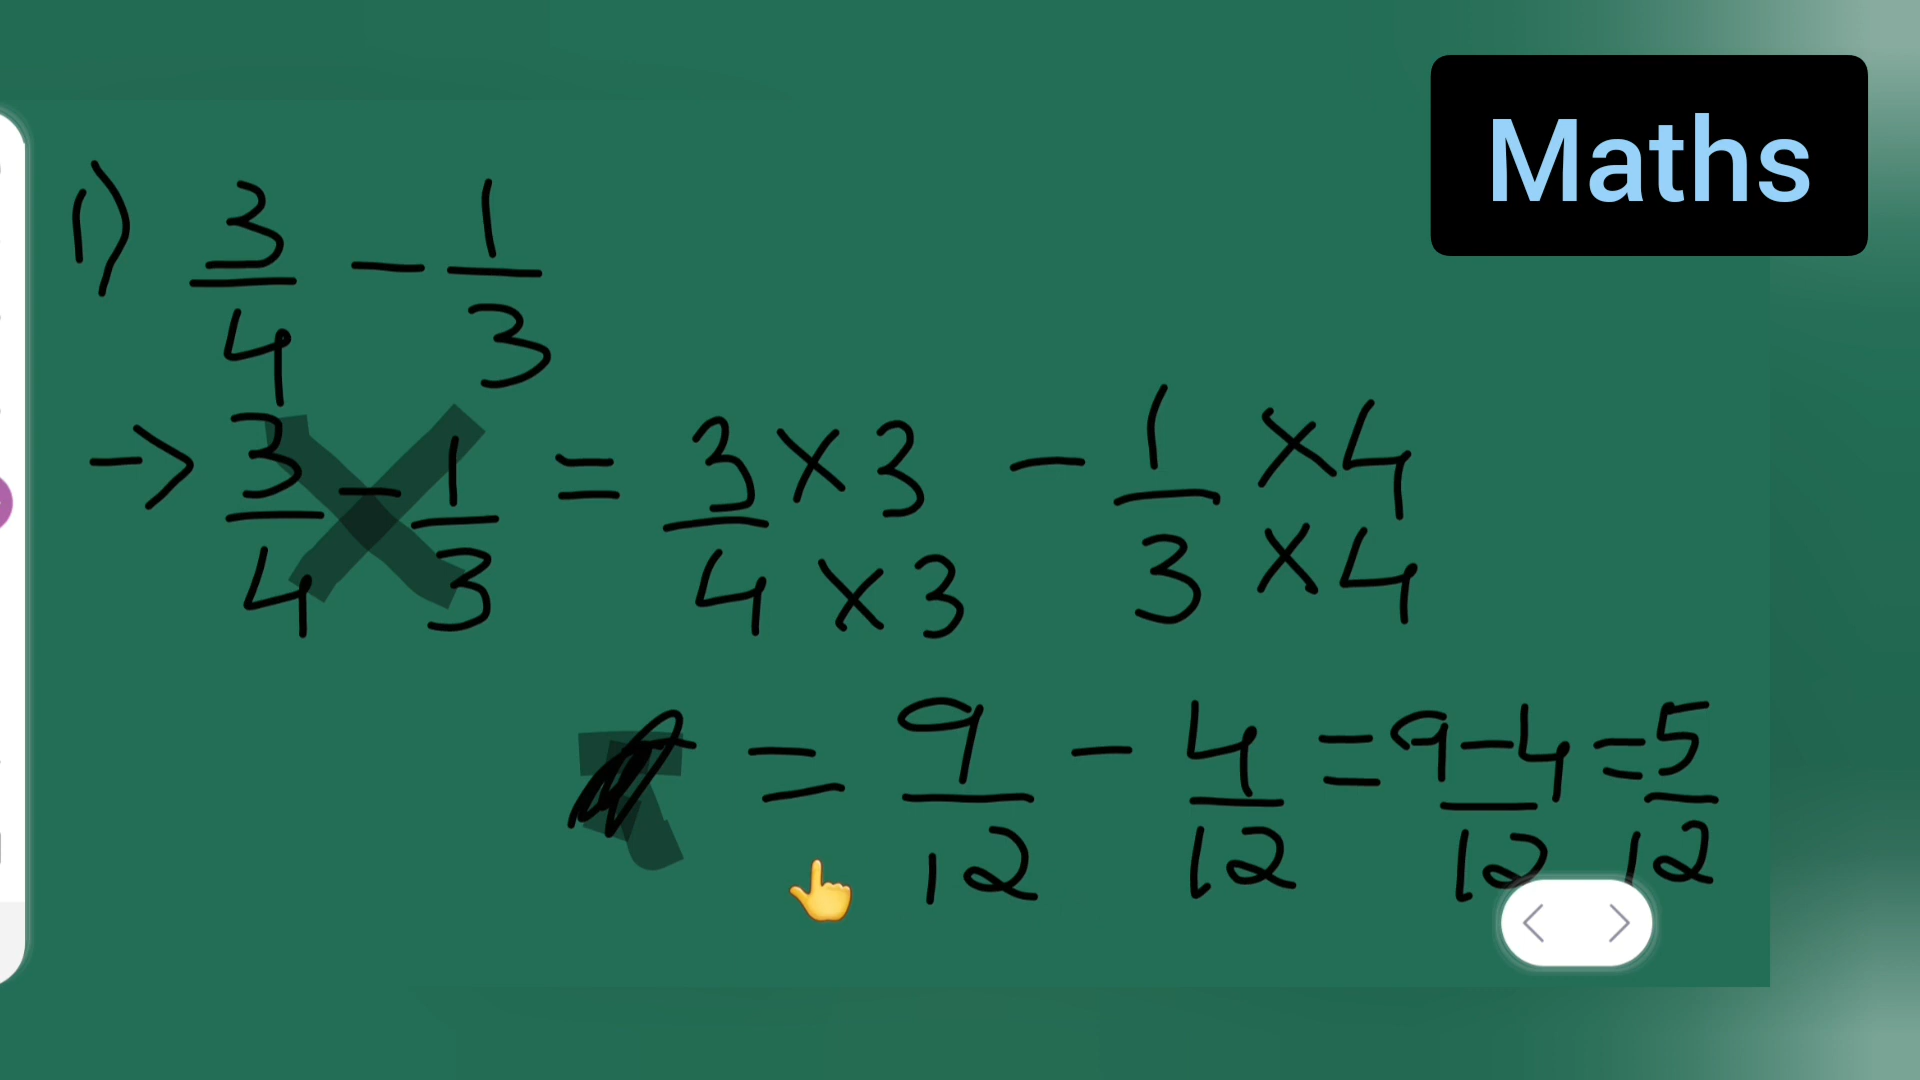 Maths
1) 3/4 - 1/3
→ 3/4 - 1/3 = 3×3/4×3 - 1×4/3×4
= 9/12 - 4/12 = 9-4/12 = 5/12